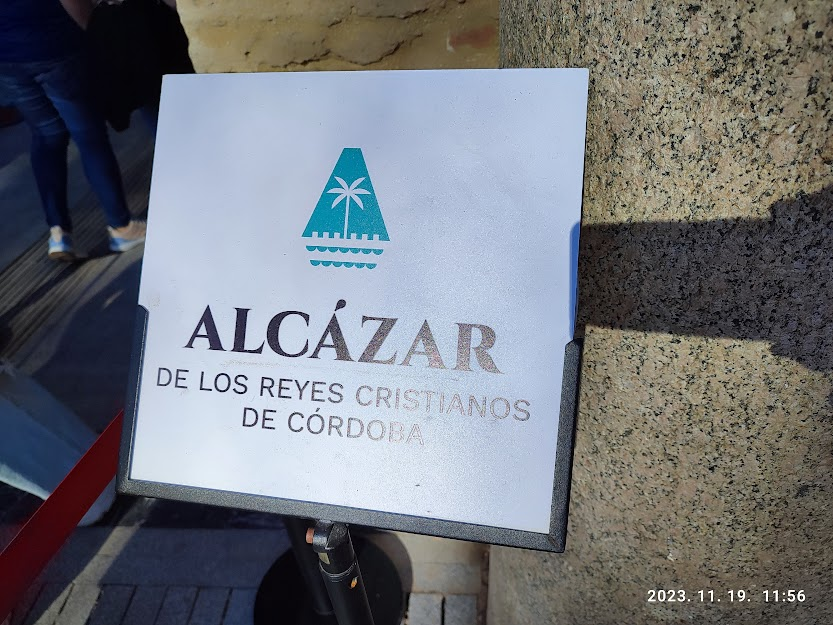 ALCÁZAR
DE LOS REYES CRISTIANOS
DE CÓRDOBA
2023. 11. 19. 11:56